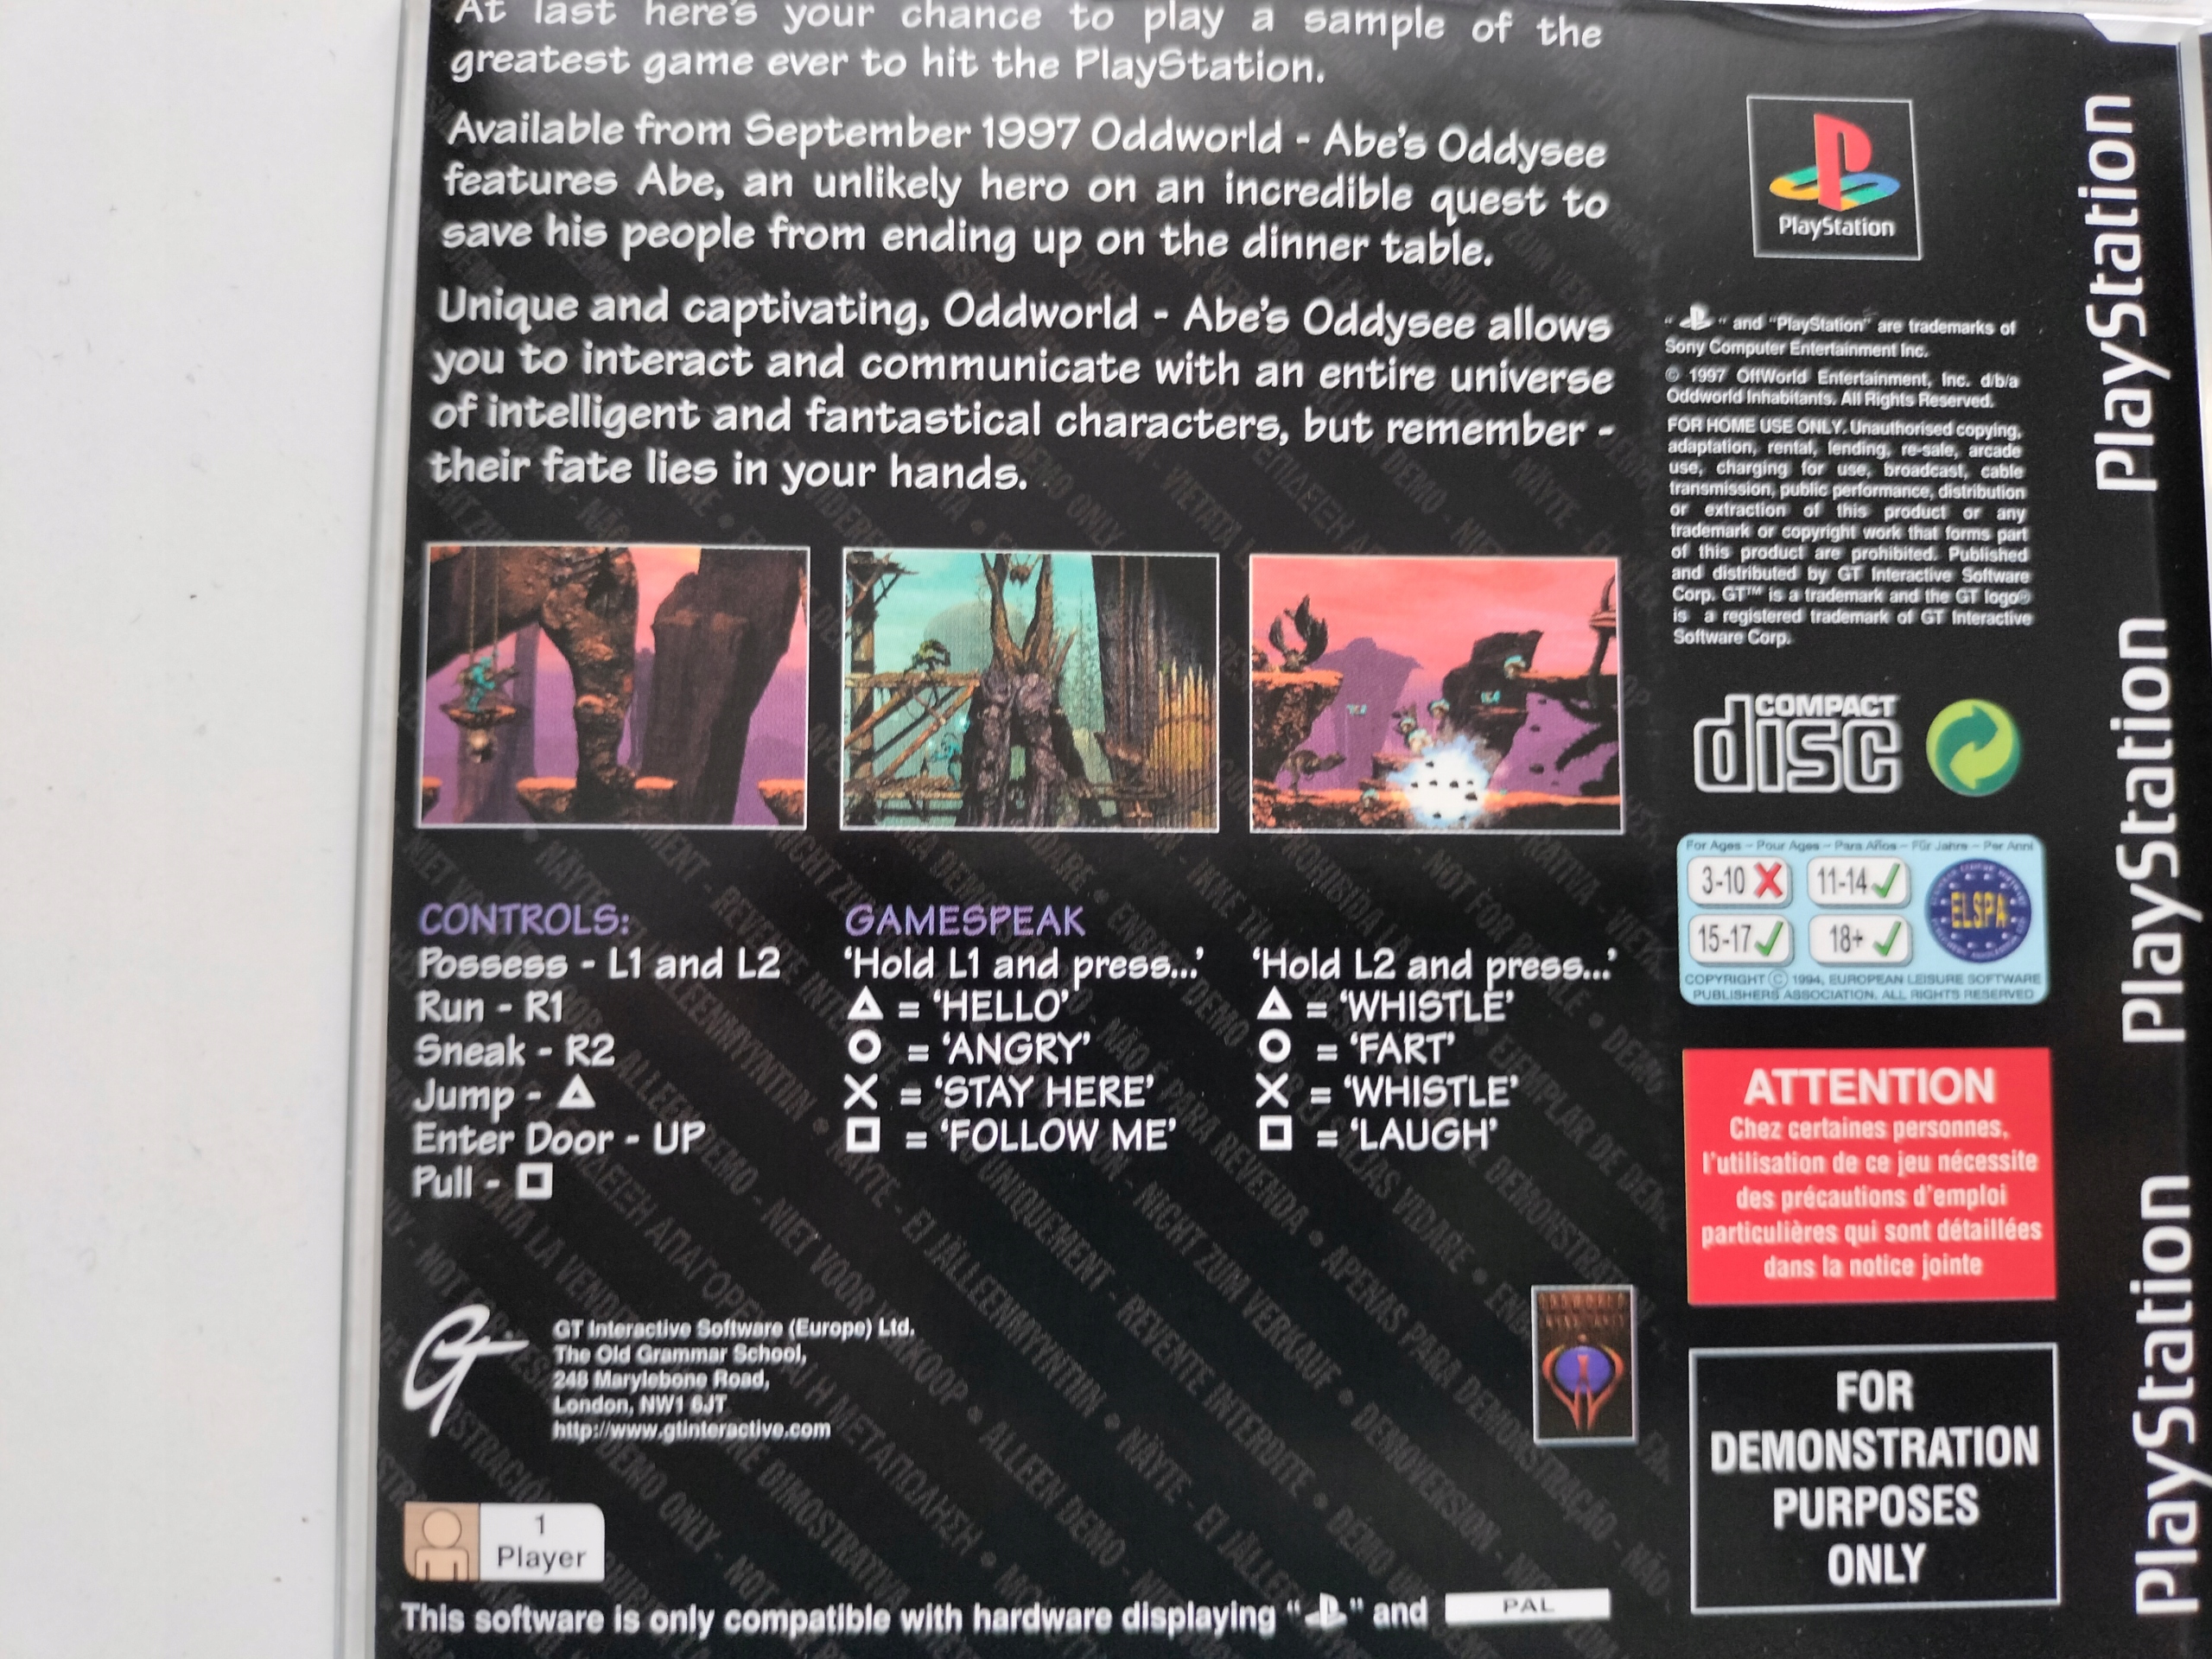 At last here's your chance to play a sample of the
greatest game ever to hit the PlayStation.
Available from September 1997 Oddworld - Abe's Oddysee
features Abe, an unlikely hero on an incredible quest to
save his people from ending up on the dinner table.
Unique and captivating, Oddworld - Abe's Oddysee allows
you to interact and communicate with an entire universe
of intelligent and fantastical characters, but remember -
their fate lies in your hands.
CONTROLS:
Possess - L1 and L2
Run - R1
Sneak - R2
Jump - △
Enter Door - UP
Pull - □
GAMESPEAK
'Hold L1 and press...'
△ = 'HELLO'
○ = 'ANGRY'
✕ = 'STAY HERE'
□ = 'FOLLOW ME'
'Hold L2 and press...'
△ = 'WHISTLE'
○ = 'FART'
✕ = 'WHISTLE'
□ = 'LAUGH'
GT Interactive Software (Europe) Ltd.
The Old Grammar School,
248 Marylebone Road,
London, NW1 6JT
http://www.gtinteractive.com
1
Player
This software is only compatible with hardware displaying " " and PAL
PlayStation
" " and "PlayStation" are trademarks of
Sony Computer Entertainment Inc.
© 1997 OffWorld Entertainment, Inc. d/b/a
Oddworld Inhabitants. All Rights Reserved.
FOR HOME USE ONLY. Unauthorised copying,
adaptation, rental, lending, re-sale, arcade
use, charging for use, broadcast, cable
transmission, public performance, distribution
or extraction of this product or any
trademark or copyright work that forms part
of this product are prohibited. Published
and distributed by GT Interactive Software
Corp. GT™ is a trademark and the GT logo®
is a registered trademark of GT Interactive
Software Corp.
COMPACT
disc
For Ages - Pour Ages - Para Años - Für Jahre - Per Anni
3-10 ✗ 11-14 ✓
15-17 ✓ 18+ ✓
ELSPA
COPYRIGHT © 1994, EUROPEAN LEISURE SOFTWARE
PUBLISHERS ASSOCIATION. ALL RIGHTS RESERVED
ATTENTION
Chez certaines personnes,
l'utilisation de ce jeu nécessite
des précautions d'emploi
particulières qui sont détaillées
dans la notice jointe
FOR
DEMONSTRATION
PURPOSES
ONLY
PlayStation
PlayStation
PlayStation